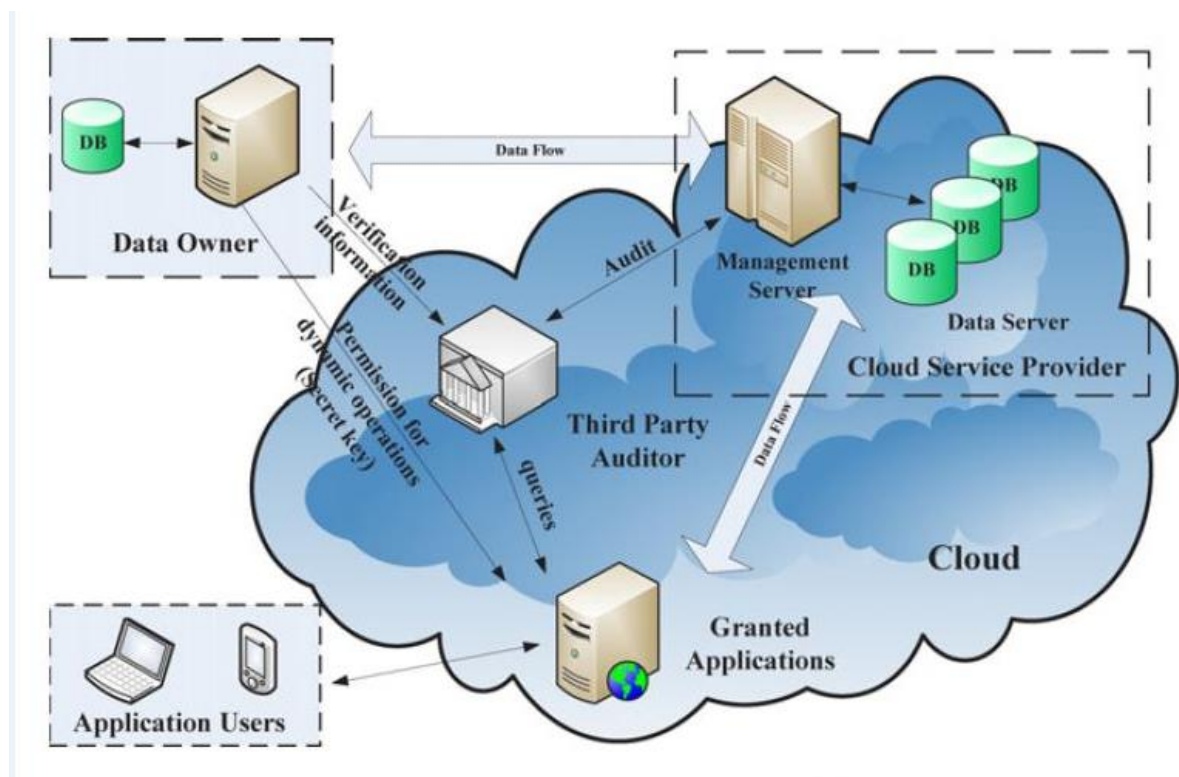 DB
Data Owner
Data Flow
Verification
information
Permission for
dynamic operations
(Secret key)
Audit
Management
Server
DB
DB
DB
Data Server
Cloud Service Provider
Third Party
Auditor
queries
Data Flow
Cloud
Granted
Applications
Application Users